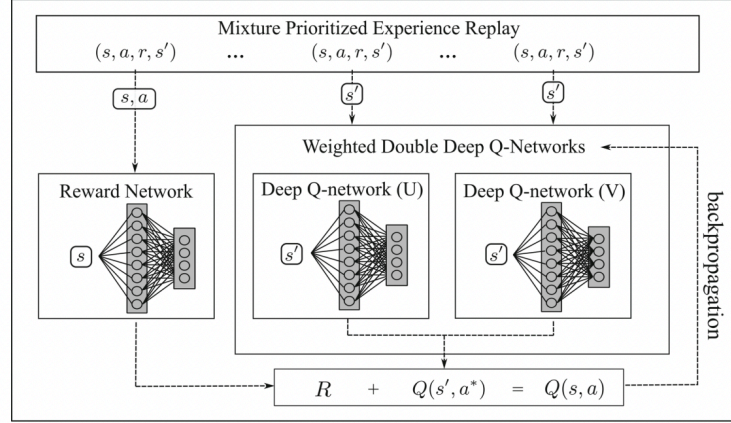 Mixture Prioritized Experience Replay
(s, a, r, s′) ... (s, a, r, s′) ... (s, a, r, s′)
s, a
s′
s′
Weighted Double Deep Q-Networks
Reward Network
s
Deep Q-network (U)
s′
Deep Q-network (V)
s′
backpropagation
R + Q(s′, a*) = Q(s, a)